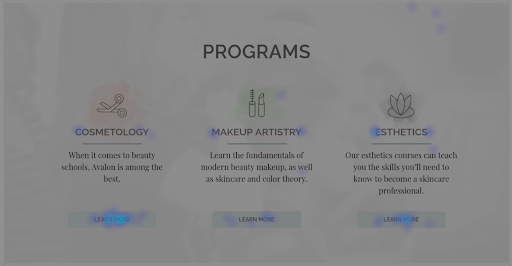 PROGRAMS
COSMETOLOGY
When it comes to beauty
schools, Avalon is among the
best.
LEARN MORE
MAKEUP ARTISTRY
Learn the fundamentals of
modern beauty makeup, as well
as skincare and color theory.
LEARN MORE
ESTHETICS
Our esthetics courses can teach
you the skills you'll need to
know to become a skincare
professional.
LEARN MORE